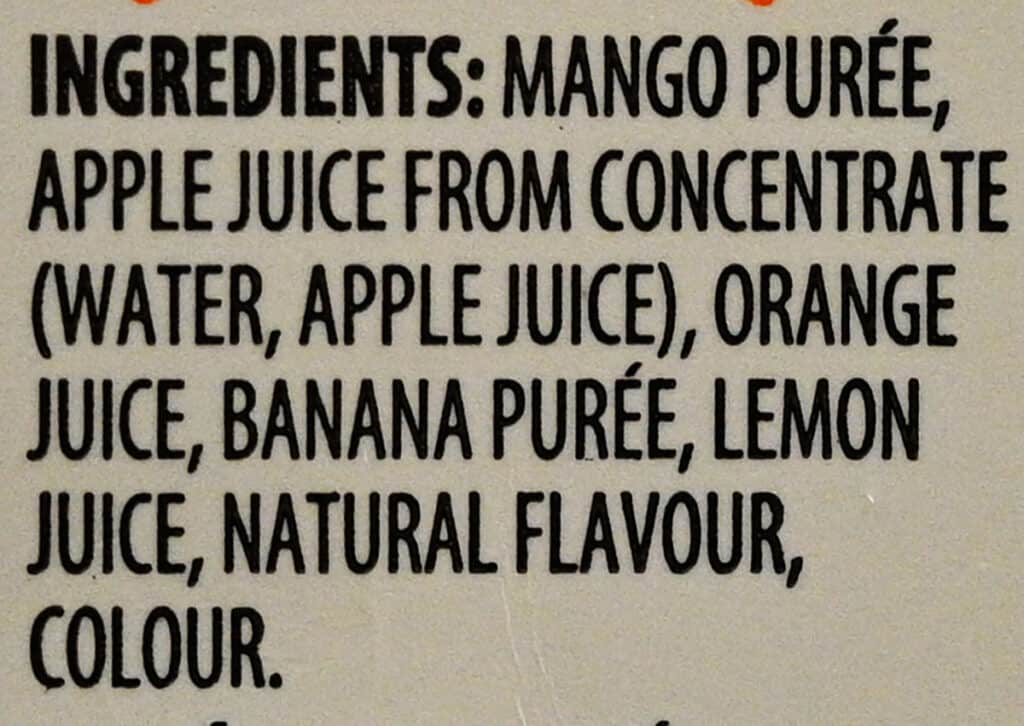 INGREDIENTS: MANGO PURÉE,
APPLE JUICE FROM CONCENTRATE
(WATER, APPLE JUICE), ORANGE
JUICE, BANANA PURÉE, LEMON
JUICE, NATURAL FLAVOUR,
COLOUR.